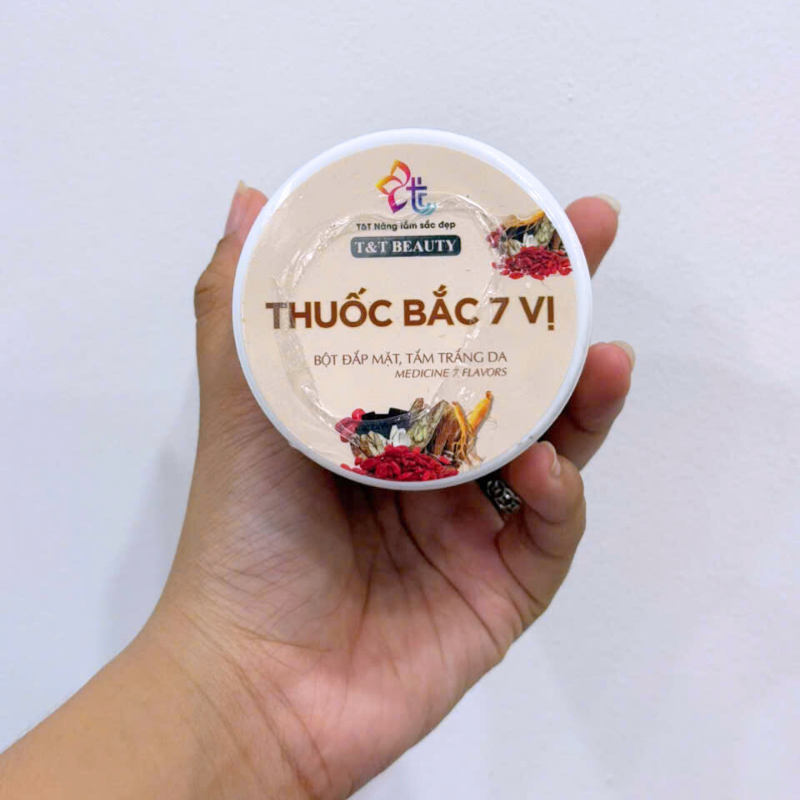 T&T Nâng tầm sắc đẹp
T&T BEAUTY
THUỐC BẮC 7 VỊ
BỘT ĐẮP MẶT, TẮM TRẮNG DA
MEDICINE 7 FLAVORS